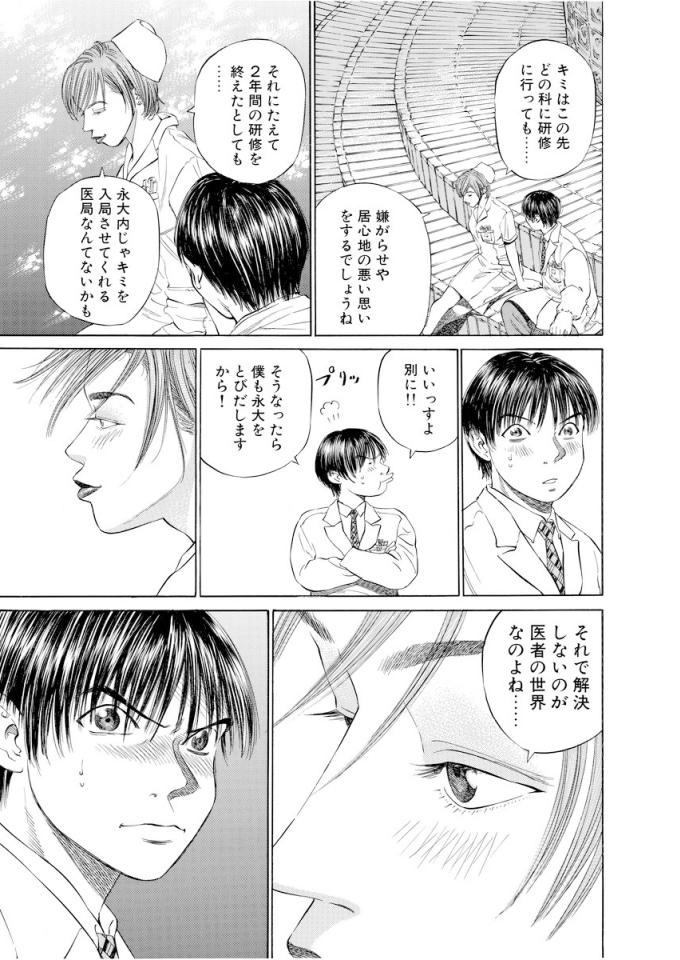 キミはこの先
どの科に研修
に行っても……
嫌がらせや
居心地の悪い思い
をするでしょうね
それにたえて
2年間の研修を
終えたとしても
……
永大内じゃキミを
入局させてくれる
医局なんてないかも
いいっすよ
別に!!
プリッ
そうなったら
僕も永大を
とびだします
から!
それで解決
しないのが
医者の世界
なのよね……